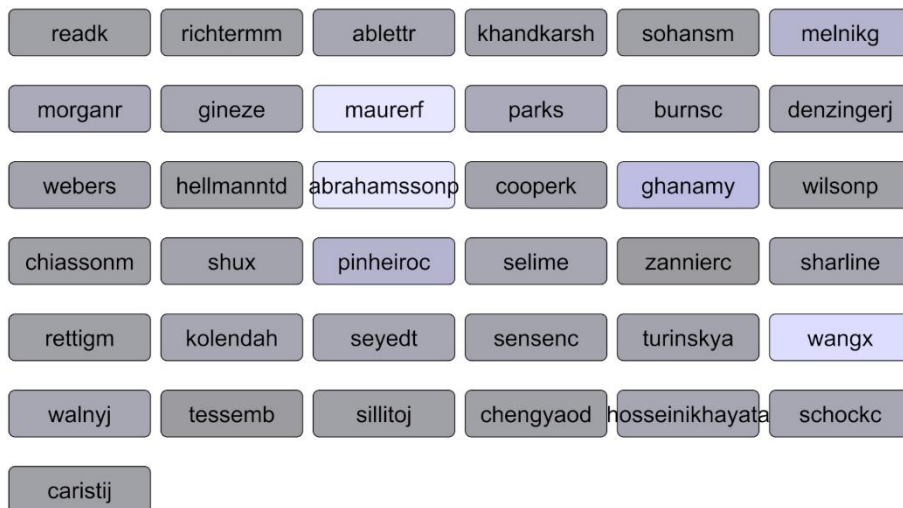 readk richtermm ablettr khandkarsh sohansm melnikg
morganr gineze maurerf parks burnsc denzingerj
webers hellmanntd abrahamssonp cooperk ghanamy wilsonp
chiassonm shux pinheiroc selime zannierc sharline
rettigm kolendah seyedt sensenc turinskya wangx
walnyj tessemb sillitoj chengyaod hosseinikhayata schockc
caristij